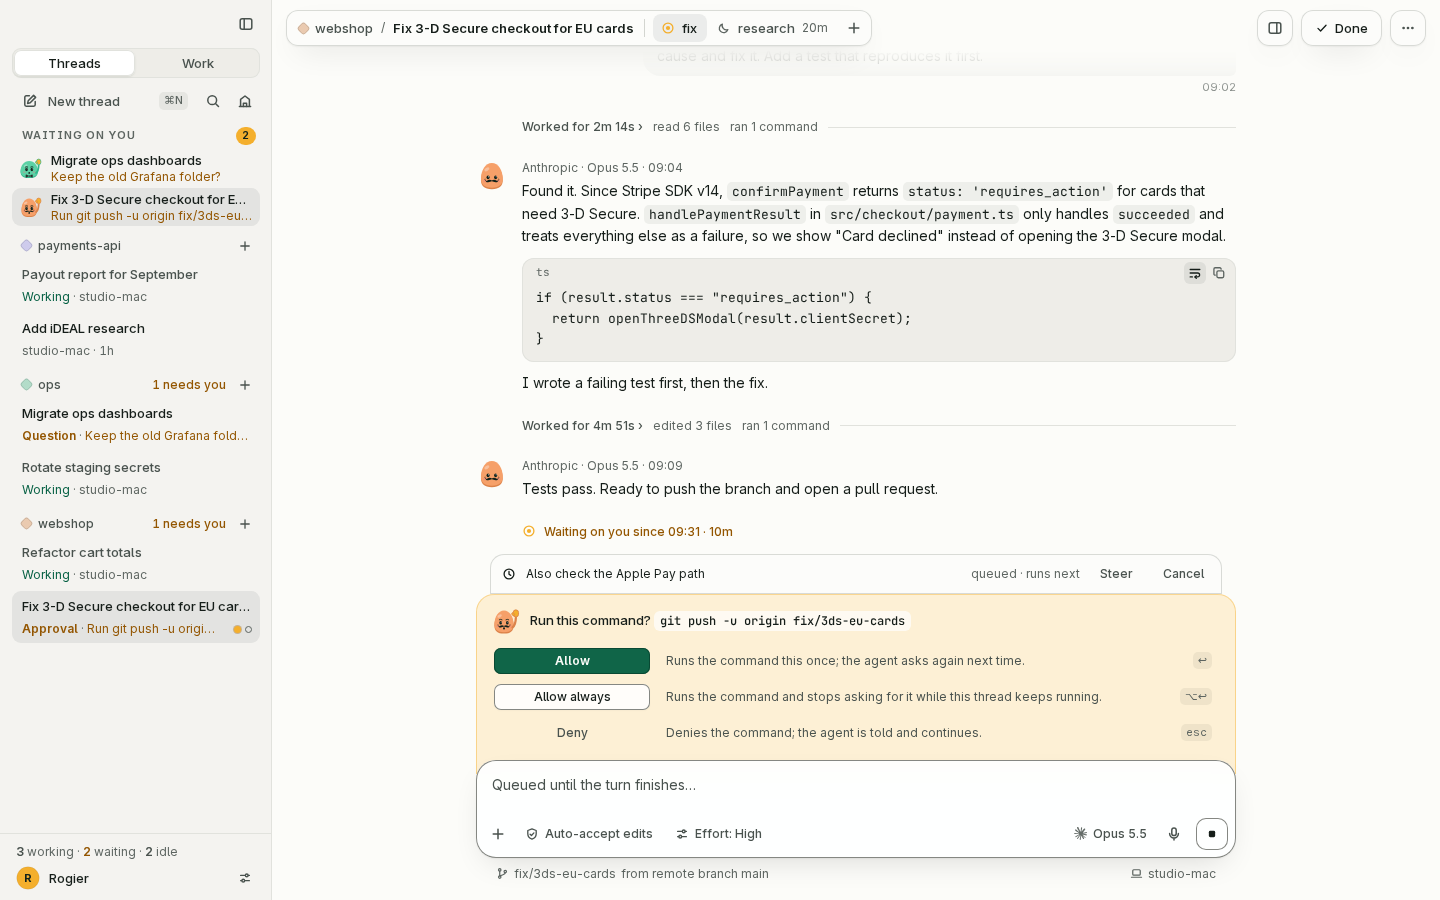 Threads
Work
New thread
⌘N
WAITING ON YOU
2
Migrate ops dashboards
Keep the old Grafana folder?
Fix 3-D Secure checkout for E…
Run git push -u origin fix/3ds-eu…
payments-api
Payout report for September
Working · studio-mac
Add iDEAL research
studio-mac · 1h
ops
1 needs you
Migrate ops dashboards
Question · Keep the old Grafana fold…
Rotate staging secrets
Working · studio-mac
webshop
1 needs you
Refactor cart totals
Working · studio-mac
Fix 3-D Secure checkout for EU car…
Approval · Run git push -u origi…
3 working · 2 waiting · 2 idle
R
Rogier
webshop / Fix 3-D Secure checkout for EU cards
fix
research 20m
Done
cause and fix it. Add a test that reproduces it first.
09:02
Worked for 2m 14s › read 6 files ran 1 command
Anthropic · Opus 5.5 · 09:04
Found it. Since Stripe SDK v14, confirmPayment returns status: 'requires_action' for cards that
need 3-D Secure. handlePaymentResult in src/checkout/payment.ts only handles succeeded and
treats everything else as a failure, so we show "Card declined" instead of opening the 3-D Secure modal.
ts
if (result.status === "requires_action") {
  return openThreeDSModal(result.clientSecret);
}
I wrote a failing test first, then the fix.
Worked for 4m 51s › edited 3 files ran 1 command
Anthropic · Opus 5.5 · 09:09
Tests pass. Ready to push the branch and open a pull request.
Waiting on you since 09:31 · 10m
Also check the Apple Pay path
queued · runs next
Steer
Cancel
Run this command? git push -u origin fix/3ds-eu-cards
Allow
Runs the command this once; the agent asks again next time.
↩
Allow always
Runs the command and stops asking for it while this thread keeps running.
⌥↩
Deny
Denies the command; the agent is told and continues.
esc
Queued until the turn finishes…
Auto-accept edits
Effort: High
Opus 5.5
fix/3ds-eu-cards from remote branch main
studio-mac